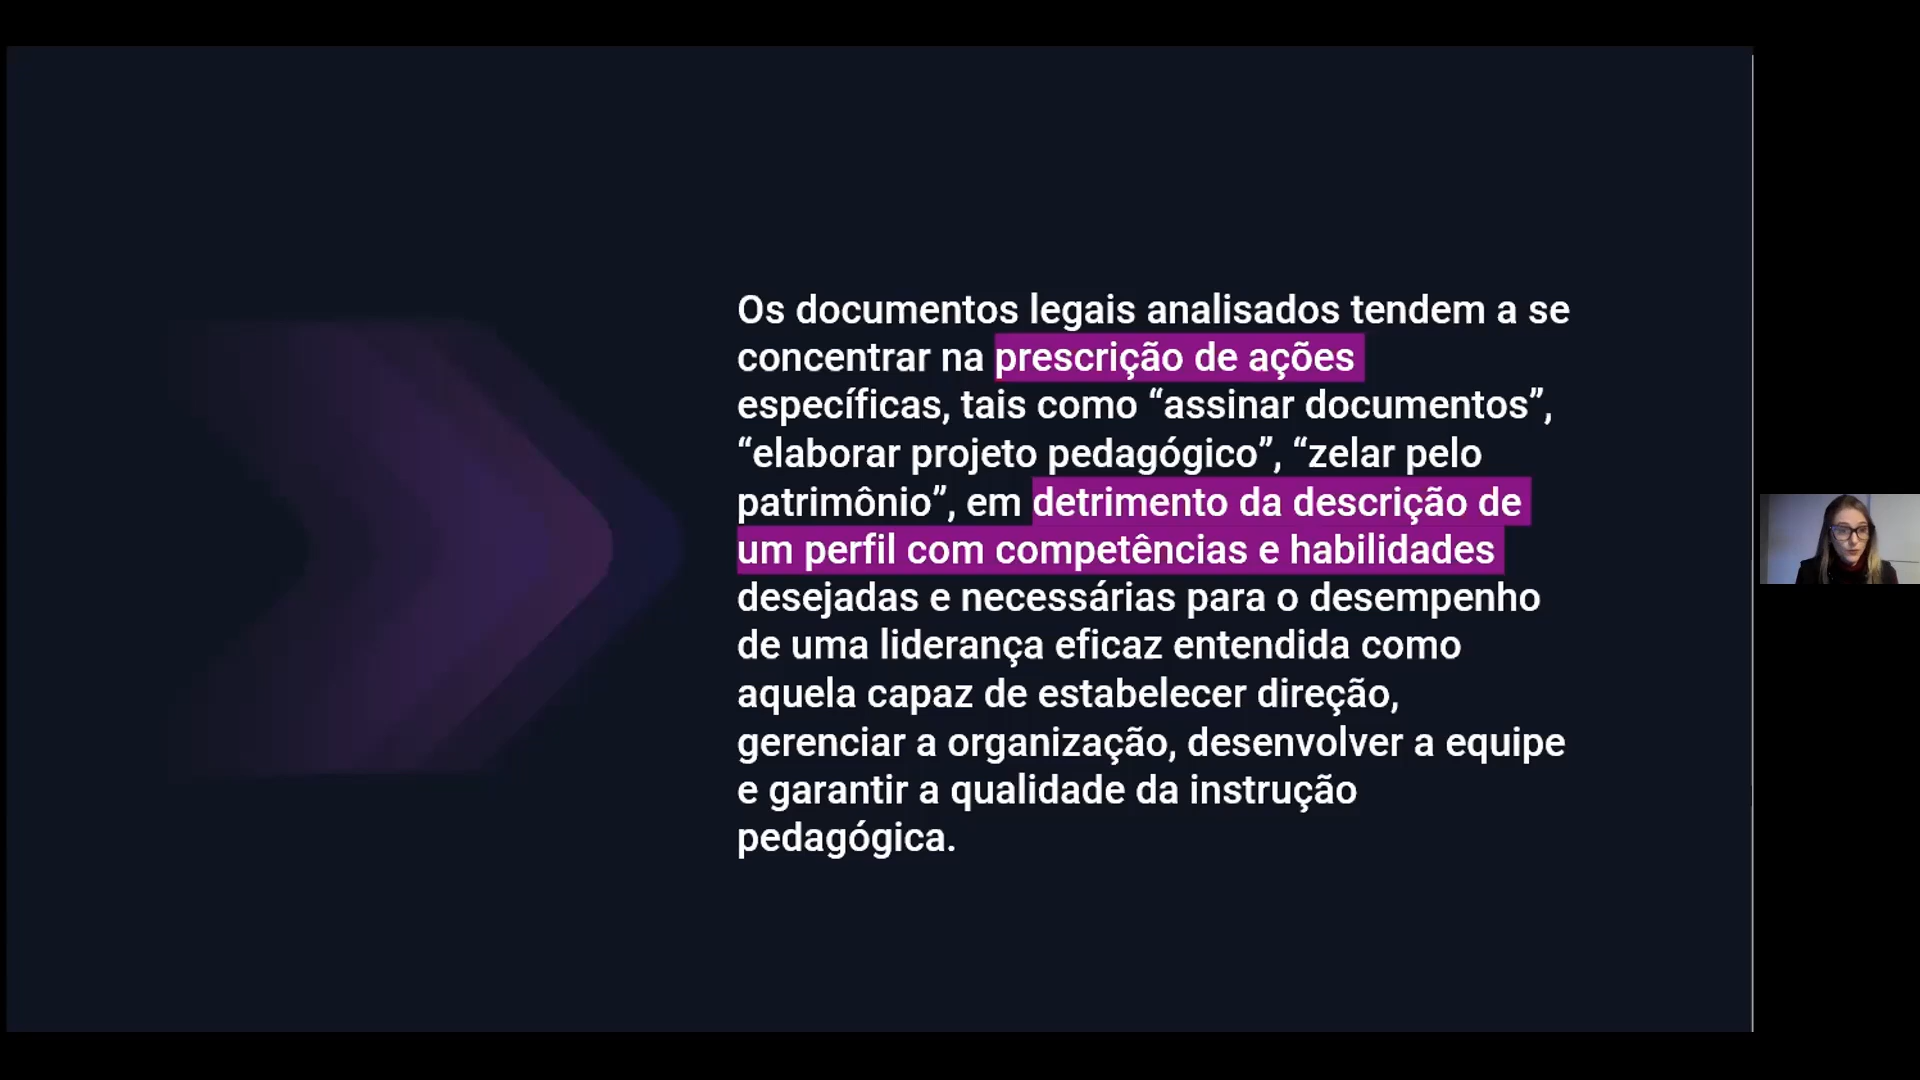 Os documentos legais analisados tendem a se
concentrar na prescrição de ações
específicas, tais como “assinar documentos”,
“elaborar projeto pedagógico”, “zelar pelo
patrimônio”, em detrimento da descrição de
um perfil com competências e habilidades
desejadas e necessárias para o desempenho
de uma liderança eficaz entendida como
aquela capaz de estabelecer direção,
gerenciar a organização, desenvolver a equipe
e garantir a qualidade da instrução
pedagógica.